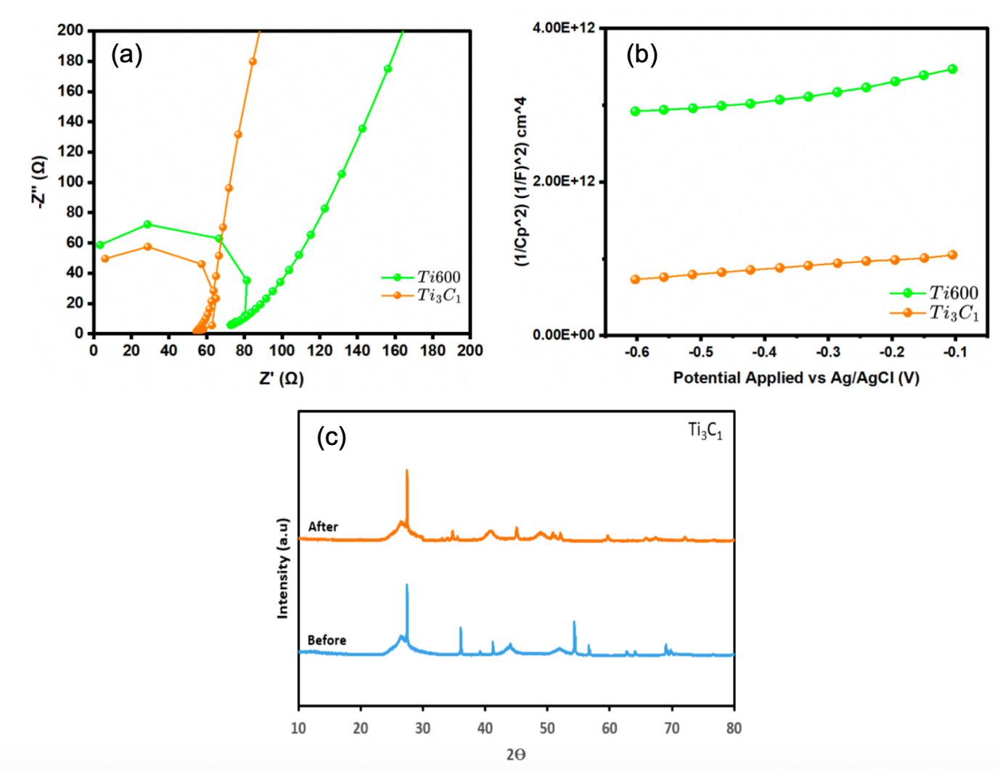 (a)
200
180
160
140
120
100
80
60
40
20
0
-Z'' (Ω)
0 20 40 60 80 100 120 140 160 180 200
Z' (Ω)
Ti600
Ti₃C₁
(b)
4.00E+12
2.00E+12
0.00E+00
(1/Cp^2) (1/F)^2) cm^4
-0.6 -0.5 -0.4 -0.3 -0.2 -0.1
Potential Applied vs Ag/AgCl (V)
Ti600
Ti₃C₁
(c)
Ti₃C₁
After
Before
Intensity (a.u)
10 20 30 40 50 60 70 80
2Θ